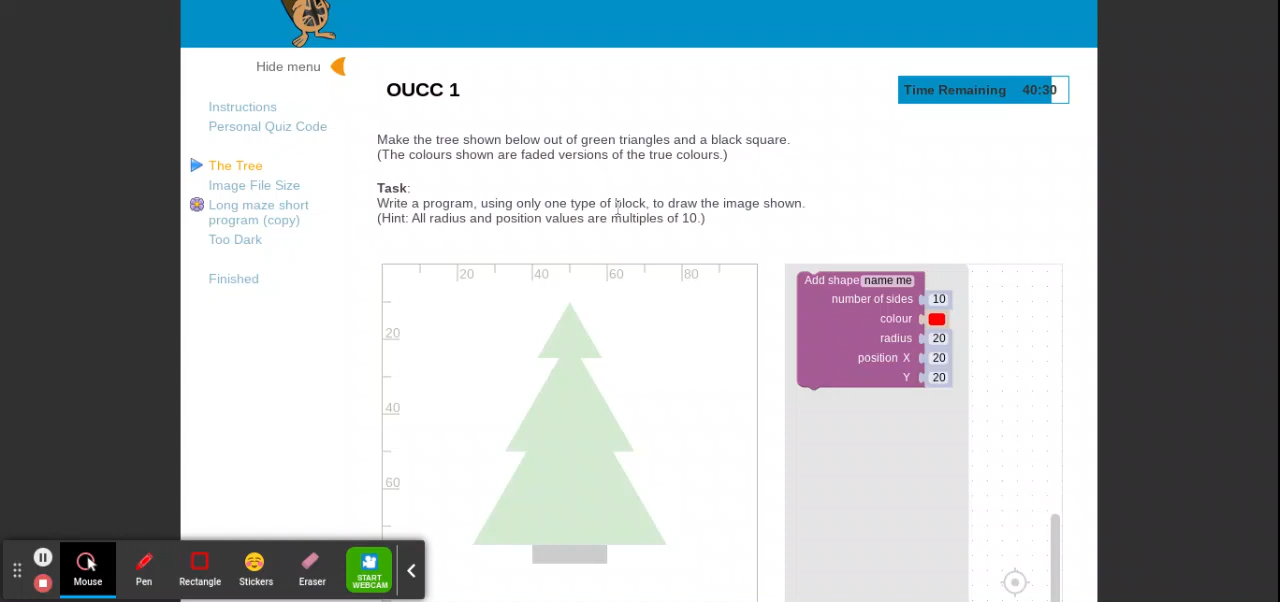 Hide menu
OUCC 1
Time Remaining 40:30
Instructions
Personal Quiz Code
The Tree
Image File Size
Long maze short
program (copy)
Too Dark
Finished
Make the tree shown below out of green triangles and a black square.
(The colours shown are faded versions of the true colours.)
Task:
Write a program, using only one type of block, to draw the image shown.
(Hint: All radius and position values are multiples of 10.)
20 40 60 80
20
40
60
Add shape name me
number of sides 10
colour
radius 20
position X 20
Y 20
Mouse
Pen
Rectangle
Stickers
Eraser
START
WEBCAM